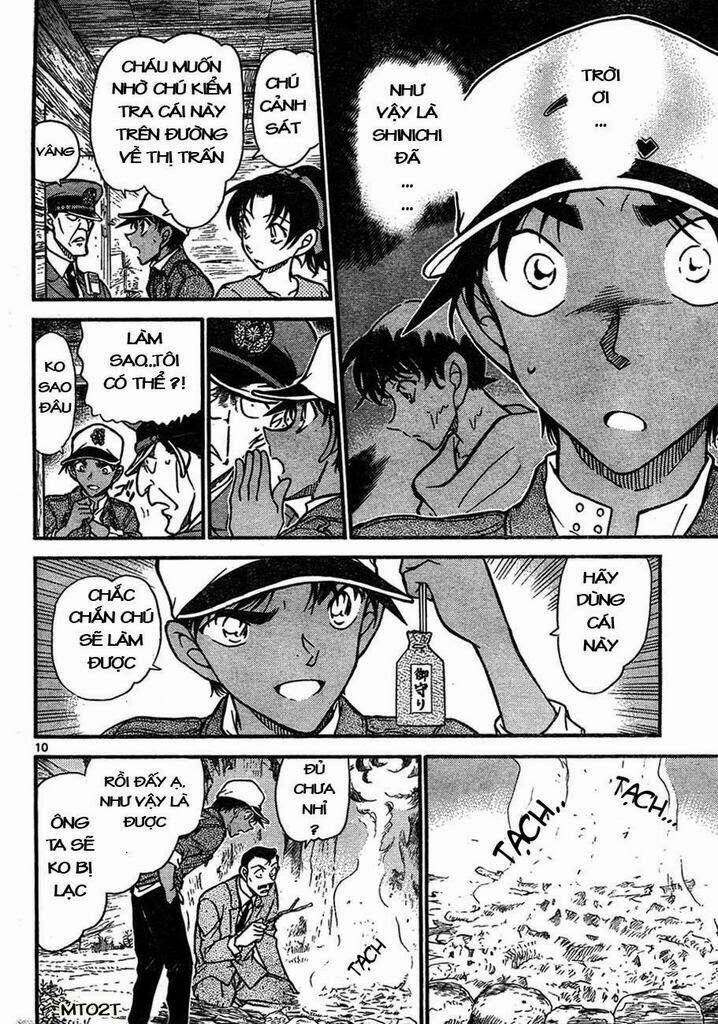 TRỜI
ƠI
...
NHƯ
VẬY LÀ
SHINICHI
ĐÃ
...
...
CHÚ
CẢNH
SÁT
CHÁU MUỐN
NHỜ CHÚ KIỂM
TRA CÁI NÀY
TRÊN ĐƯỜNG
VỀ THỊ TRẤN
VÂNG
LÀM
SAO..TÔI
CÓ THỂ ?!
KO
SAO
ĐÂU
HÃY
DÙNG
CÁI
NÀY
御守り
CHẮC
CHẮN CHÚ
SẼ LÀM
ĐƯỢC
10
TẠCH...
TẠCH...
ĐỦ
CHƯA
NHỈ
?
RỒI ĐẤY Ạ,
NHƯ VẬY LÀ
ĐƯỢC
ÔNG
TA SẼ
KO BỊ
LẠC
TẠCH
MT02T